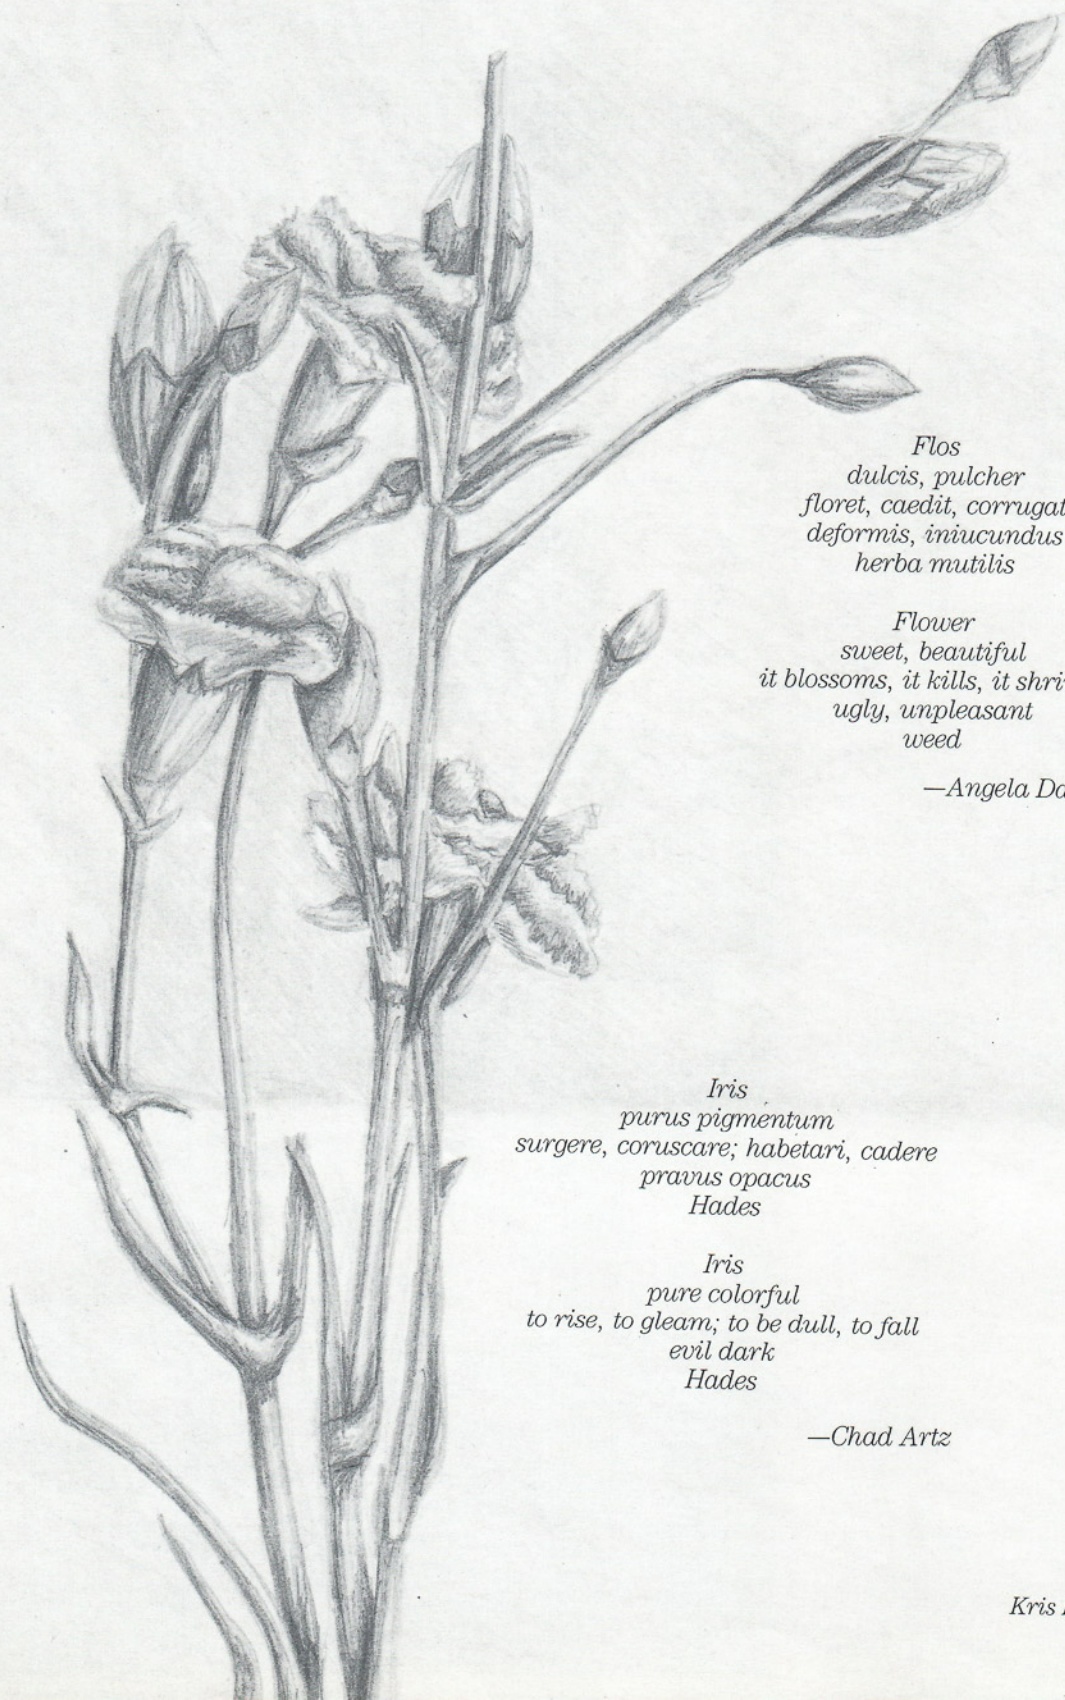 Flos
dulcis, pulcher
floret, caedit, corrugat
deformis, iniucundus
herba mutilis
Flower
sweet, beautiful
it blossoms, it kills, it
ugly, unpleasant
weed
—Angela
Iris
purus pigmentum
surgere, coruscare; habetari, cadere
pravus opacus
Hades
Iris
pure colorful
to rise, to gleam; to be dull, to fall
evil dark
Hades
—Chad Artz
Kris